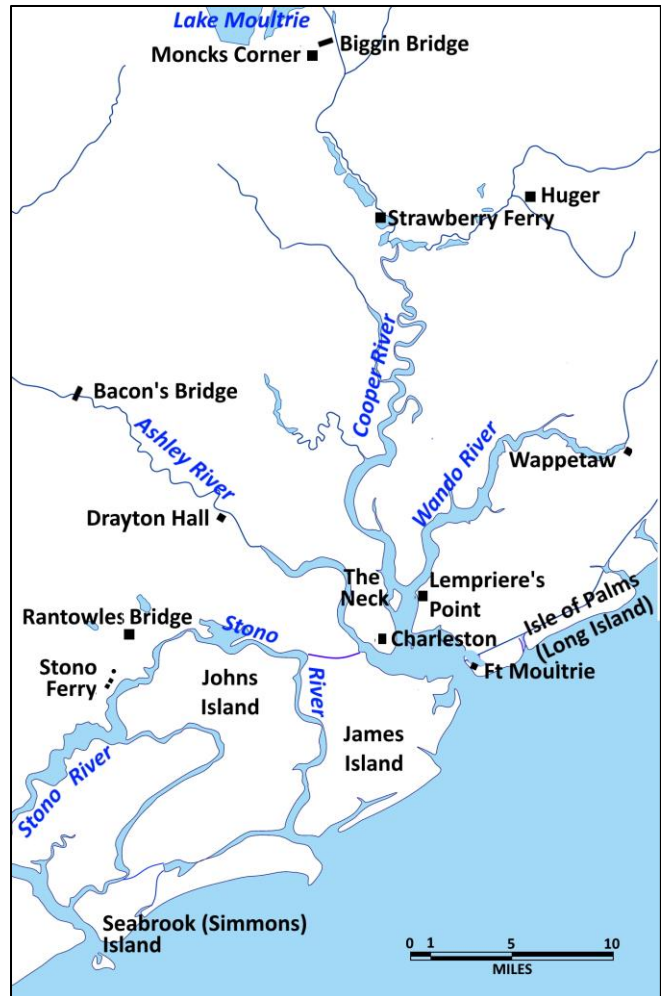 Lake Moultrie
Biggin Bridge
Moncks Corner
Huger
Strawberry Ferry
Cooper River
Bacon's Bridge
Ashley River
Wando River
Wappetaw
Drayton Hall
The
Neck
Lempriere's
Point
Isle of Palms
(Long Island)
Rantowles Bridge
Stono
River
Charleston
Ft Moultrie
Stono
Ferry
Johns
Island
James
Island
Stono River
Seabrook (Simmons)
Island
0 1 5 10
MILES